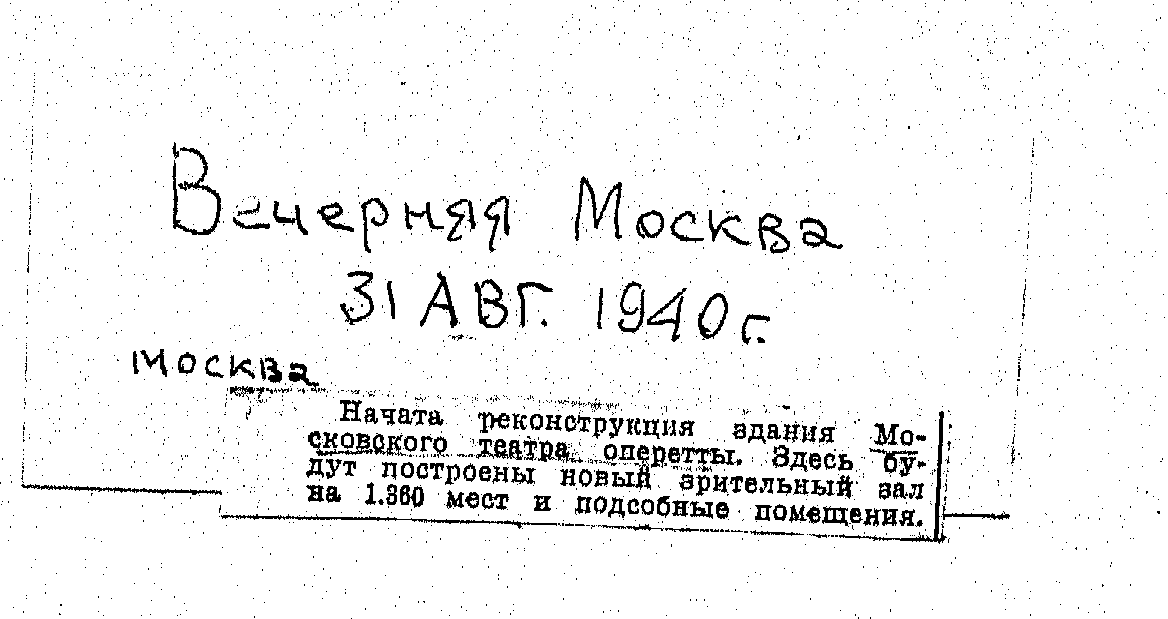 Вечерняя Москва
31 АВГ. 1940 г.
Москва
Начата реконструкция здания Мо-
сковского театра оперетты. Здесь бу-
дут построены новый зрительный зал
на 1.360 мест и подсобные помещения.